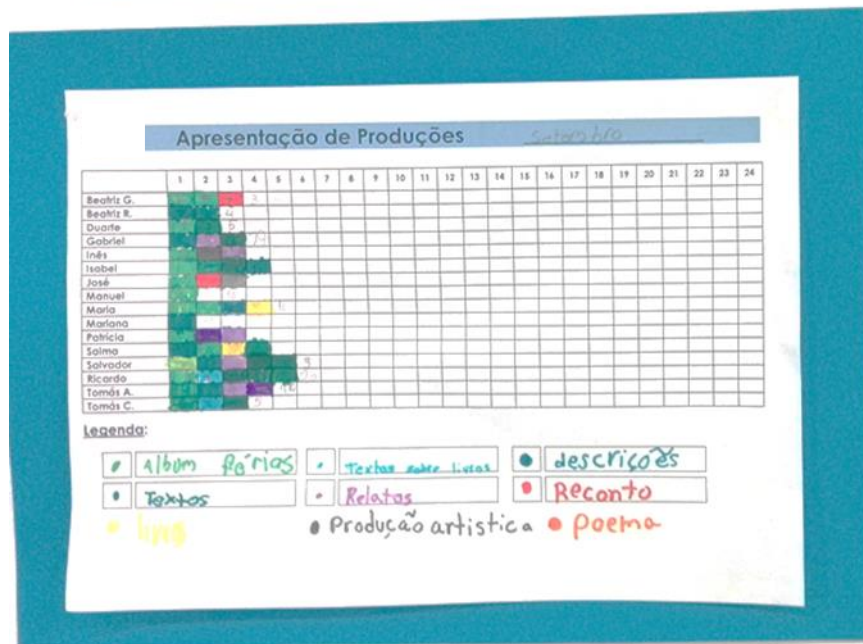 Apresentação de Produções Setembro
1 2 3 4 5 6 7 8 9 10 11 12 13 14 15 16 17 18 19 20 21 22 23 24
Beatriz G.
Beatriz R.
Duarte
Gabriel
Inês
Isabel
José
Manuel
Maria
Mariana
Patrícia
Salma
Salvador
Ricardo
Tomás A.
Tomás C.
Legenda:
Album férias Textos sobre livros descrições
Textos Relatos Reconto
livro Produção artistica poema